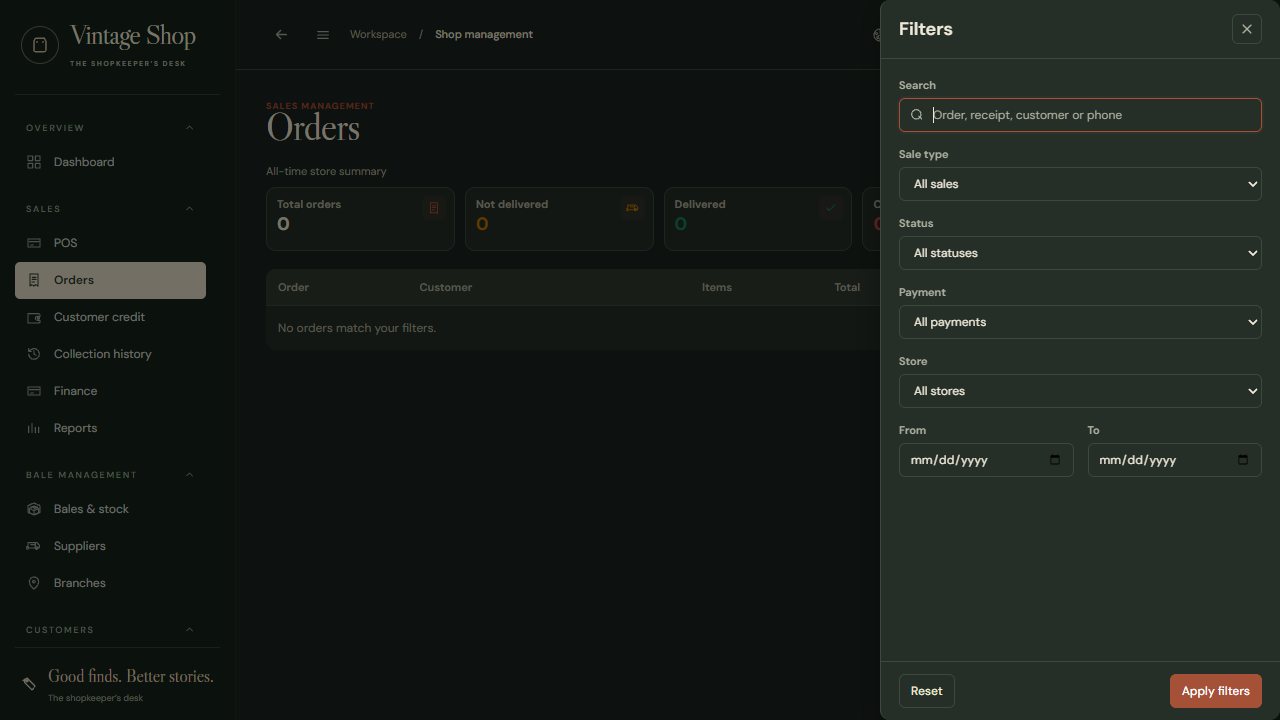 Vintage Shop
THE SHOPKEEPER'S DESK
OVERVIEW
Dashboard
SALES
POS
Orders
Customer credit
Collection history
Finance
Reports
BALE MANAGEMENT
Bales & stock
Suppliers
Branches
CUSTOMERS
Good finds. Better stories.
The shopkeeper's desk
Workspace / Shop management
SALES MANAGEMENT
Orders
All-time store summary
Total orders
0
Not delivered
0
Delivered
0
Order Customer Items Total
No orders match your filters.
Filters
Search
Order, receipt, customer or phone
Sale type
All sales
Status
All statuses
Payment
All payments
Store
All stores
From To
mm/dd/yyyy mm/dd/yyyy
Reset Apply filters